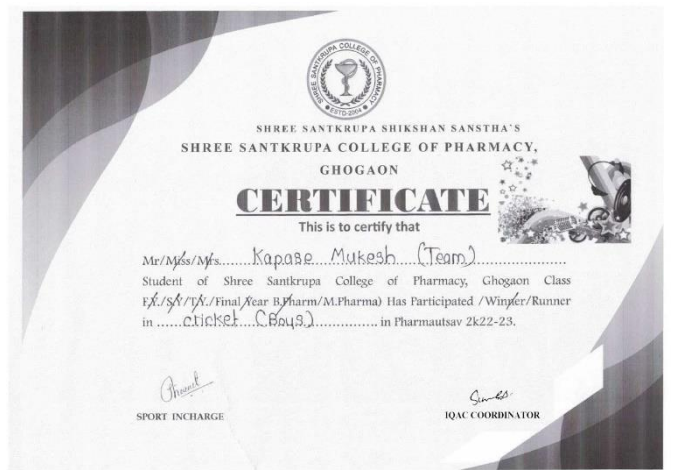 SHREE SANTKRUPA COLLEGE OF PHARMACY
ESTD-2004
SHREE SANTKRUPA SHIKSHAN SANSTHA'S
SHREE SANTKRUPA COLLEGE OF PHARMACY,
GHOGAON
CERTIFICATE
This is to certify that
Mr/Miss/Mrs......Kapase Mukesh (Team)......
Student of Shree Santkrupa College of Pharmacy, Ghogaon Class
F.Y./S.Y/T.Y./Final Year B.Pharm/M.Pharma) Has Participated /Winner/Runner
in ......cricket (Boys)...... in Pharmautsav 2k22-23.
SPORT INCHARGE
IQAC COORDINATOR